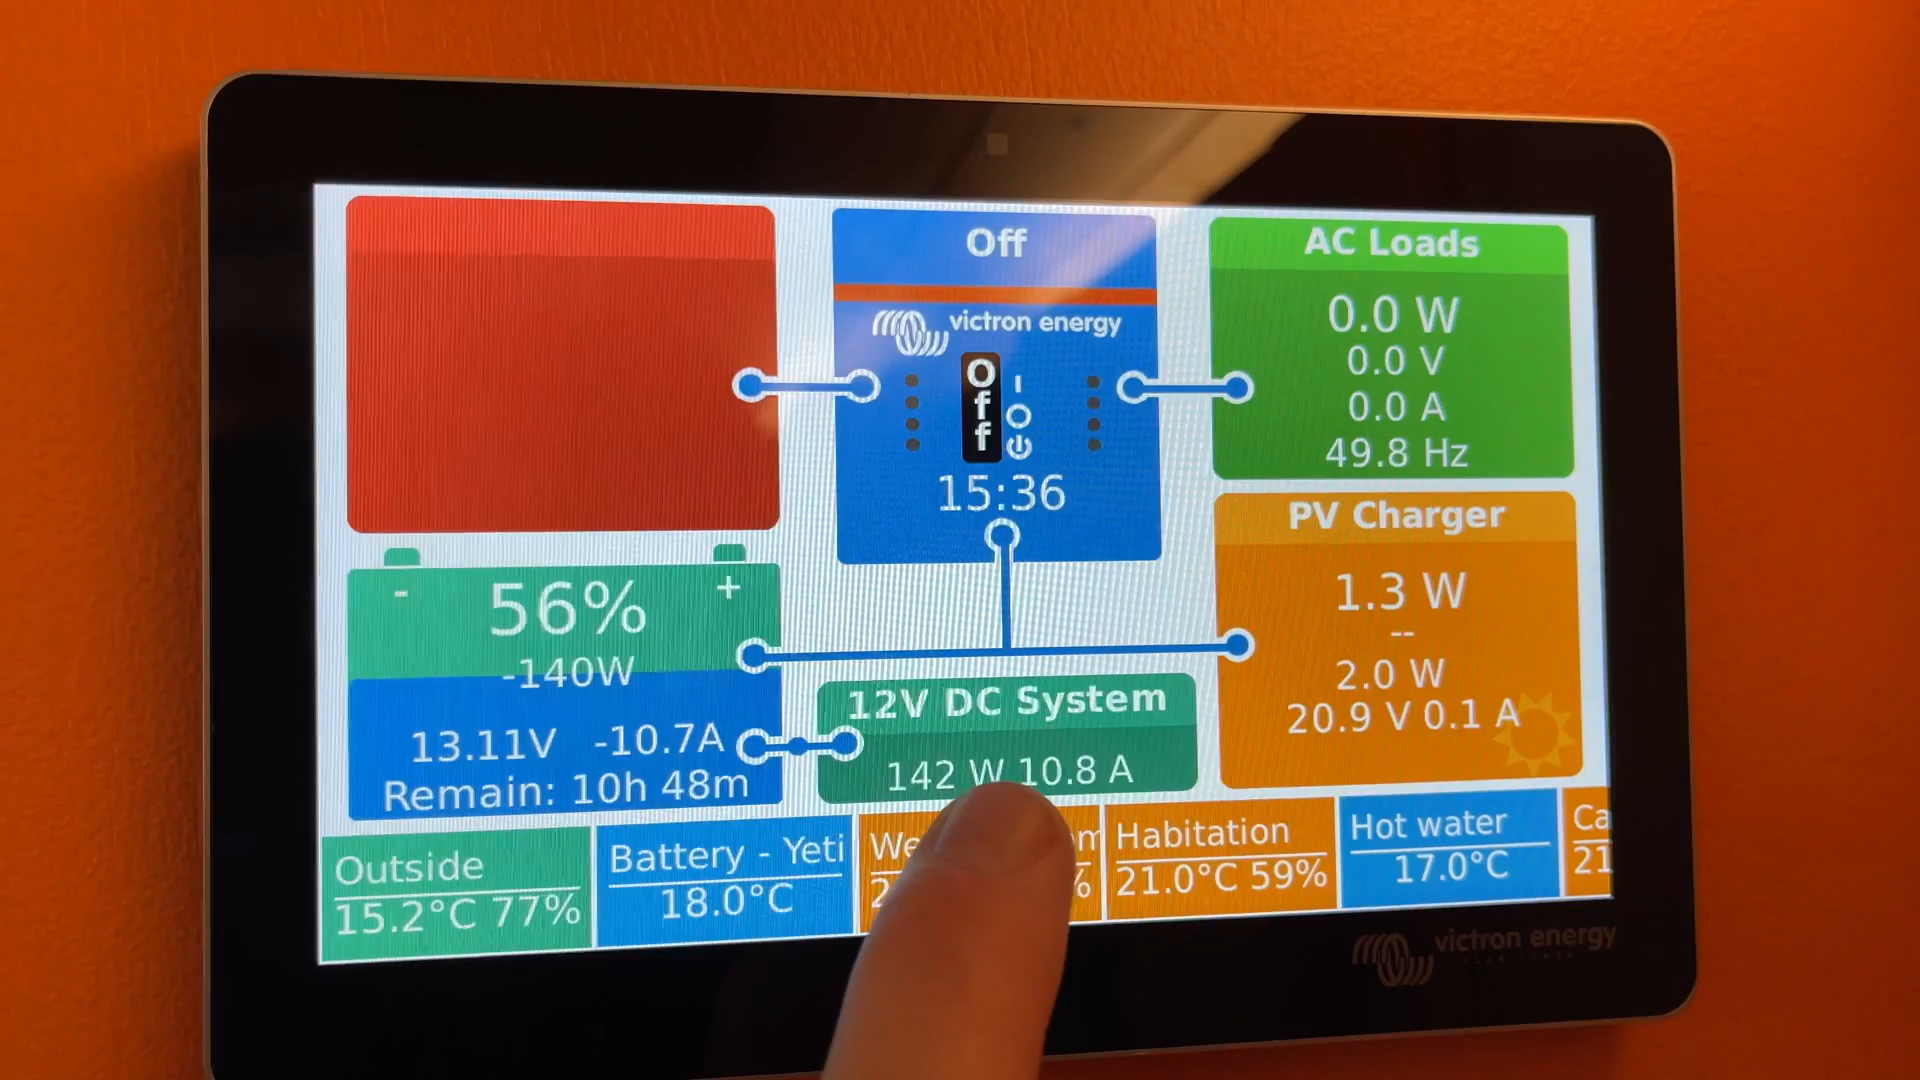 Off
victron energy
Off
15:36
AC Loads
0.0 W
0.0 V
0.0 A
49.8 Hz
PV Charger
1.3 W
--
2.0 W
20.9 V 0.1 A
- 56% +
-140W
13.11V -10.7A
Remain: 10h 48m
12V DC System
142 W 10.8 A
Outside
15.2°C 77%
Battery - Yeti
18.0°C
Habitation
21.0°C 59%
Hot water
17.0°C
victron energy